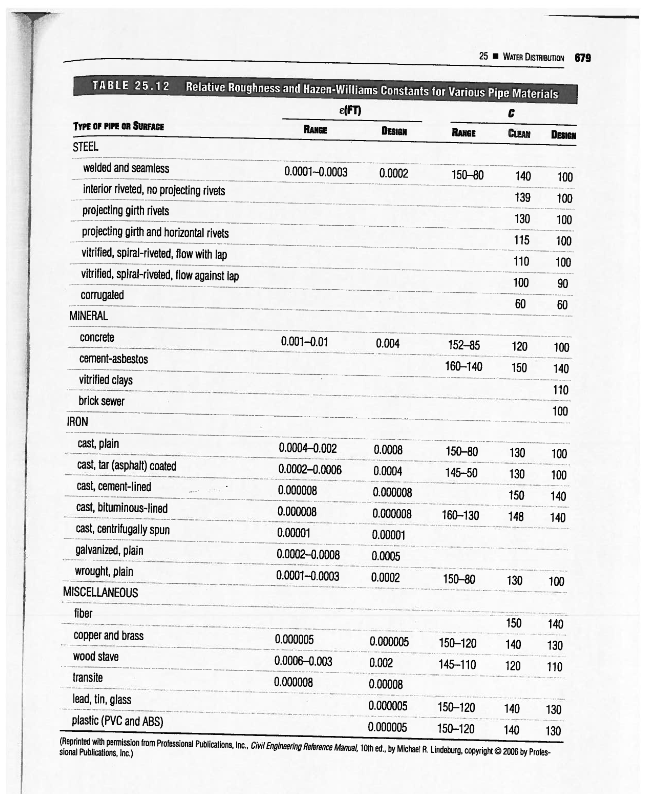 25 ■ WATER DISTRIBUTION 679
TABLE 25.12 Relative Roughness and Hazen-Williams Constants for Various Pipe Materials
ε(FT) C
TYPE OF PIPE OR SURFACE RANGE DESIGN RANGE CLEAN DESIGN
STEEL
welded and seamless 0.0001–0.0003 0.0002 150–80 140 100
interior riveted, no projecting rivets 139 100
projecting girth rivets 130 100
projecting girth and horizontal rivets 115 100
vitrified, spiral-riveted, flow with lap 110 100
vitrified, spiral-riveted, flow against lap 100 90
corrugated 60 60
MINERAL
concrete 0.001–0.01 0.004 152–85 120 100
cement-asbestos 160–140 150 140
vitrified clays 110
brick sewer 100
IRON
cast, plain 0.0004–0.002 0.0008 150–80 130 100
cast, tar (asphalt) coated 0.0002–0.0006 0.0004 145–50 130 100
cast, cement-lined 0.000008 0.000008 150 140
cast, bituminous-lined 0.000008 0.000008 160–130 148 140
cast, centrifugally spun 0.00001 0.00001
galvanized, plain 0.0002–0.0008 0.0005
wrought, plain 0.0001–0.0003 0.0002 150–80 130 100
MISCELLANEOUS
fiber 150 140
copper and brass 0.000005 0.000005 150–120 140 130
wood stave 0.0006–0.003 0.002 145–110 120 110
transite 0.000008 0.00008
lead, tin, glass 0.000005 150–120 140 130
plastic (PVC and ABS) 0.000005 150–120 140 130
(Reprinted with permission from Professional Publications, Inc., Civil Engineering Reference Manual, 10th ed., by Michael R. Lindeburg, copyright © 2006 by Profes-
sional Publications, Inc.)